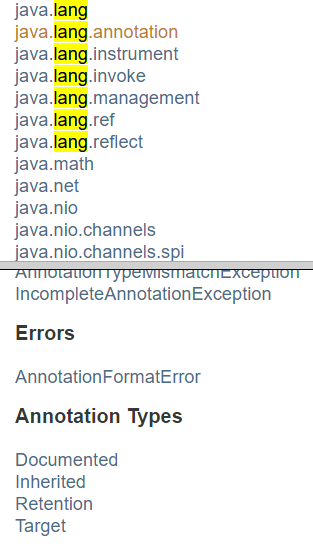 java.lang
java.lang.annotation
java.lang.instrument
java.lang.invoke
java.lang.management
java.lang.ref
java.lang.reflect
java.math
java.net
java.nio
java.nio.channels
java.nio.channels.spi
AnnotationTypeMismatchException
IncompleteAnnotationException
Errors
AnnotationFormatError
Annotation Types
Documented
Inherited
Retention
Target